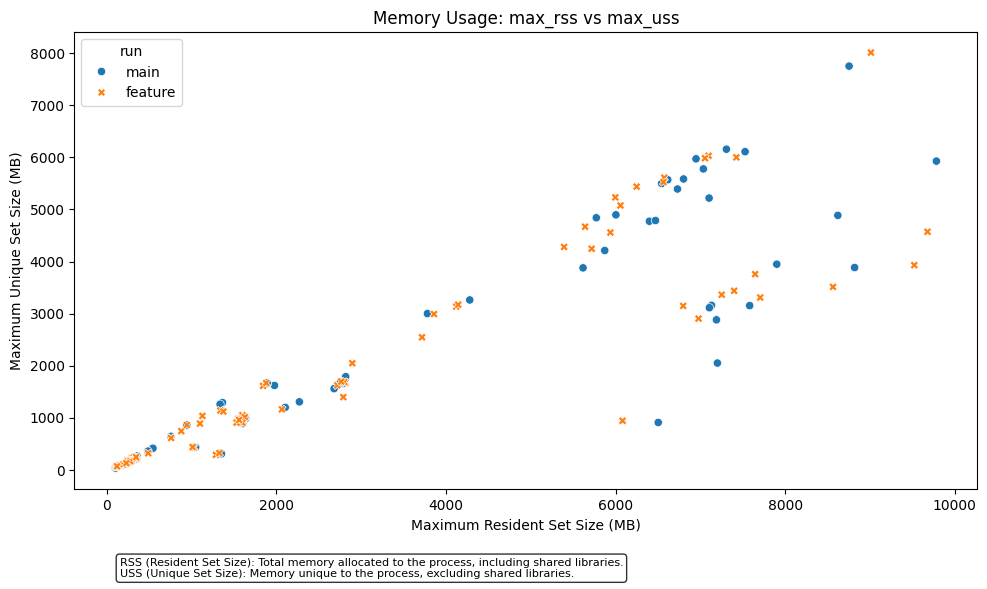 Memory Usage: max_rss vs max_uss
run
main
feature
Maximum Unique Set Size (MB)
8000
7000
6000
5000
4000
3000
2000
1000
0
0 2000 4000 6000 8000 10000
Maximum Resident Set Size (MB)
RSS (Resident Set Size): Total memory allocated to the process, including shared libraries.
USS (Unique Set Size): Memory unique to the process, excluding shared libraries.